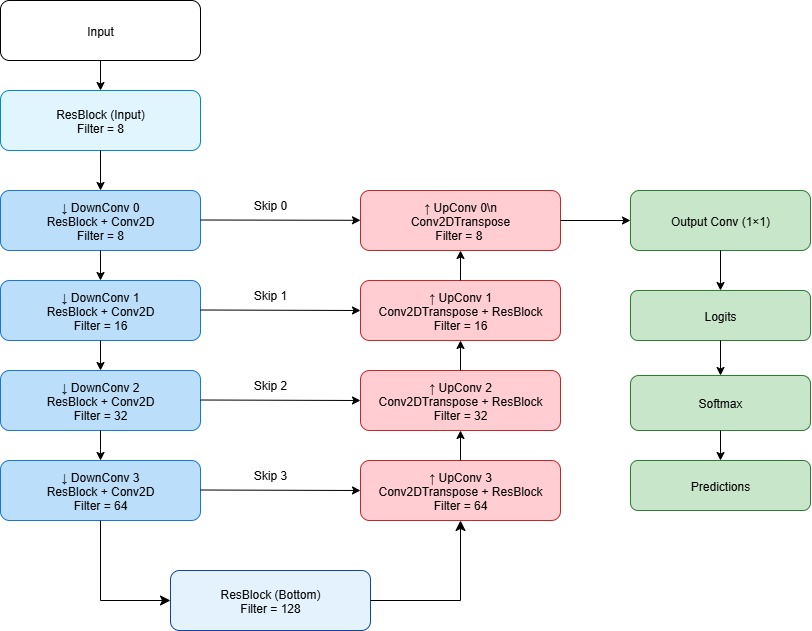 Input
ResBlock (Input)
Filter = 8
↓ DownConv 0
ResBlock + Conv2D
Filter = 8
Skip 0
↑ UpConv 0\n
Conv2DTranspose
Filter = 8
Output Conv (1×1)
↓ DownConv 1
ResBlock + Conv2D
Filter = 16
Skip 1
↑ UpConv 1
Conv2DTranspose + ResBlock
Filter = 16
Logits
↓ DownConv 2
ResBlock + Conv2D
Filter = 32
Skip 2
↑ UpConv 2
Conv2DTranspose + ResBlock
Filter = 32
Softmax
↓ DownConv 3
ResBlock + Conv2D
Filter = 64
Skip 3
↑ UpConv 3
Conv2DTranspose + ResBlock
Filter = 64
Predictions
ResBlock (Bottom)
Filter = 128